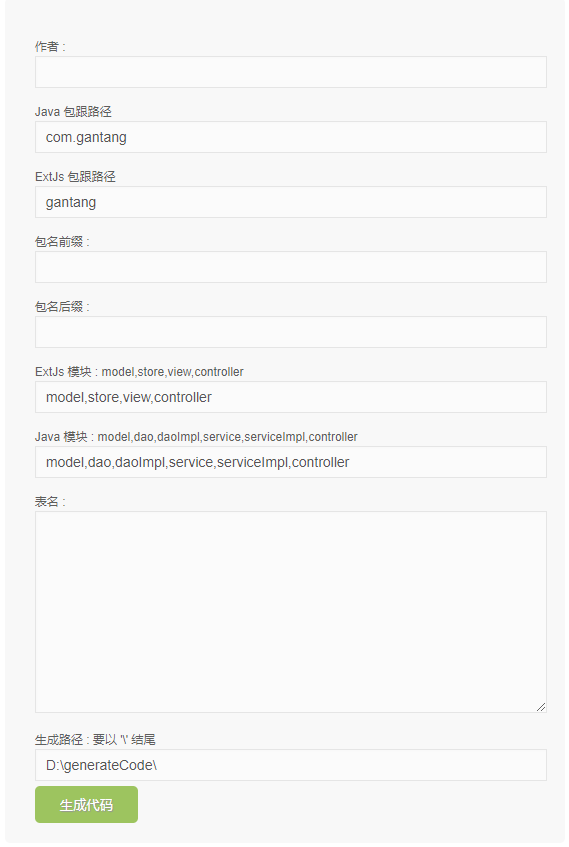 作者 :
Java 包跟路径
com.gantang
ExtJs 包跟路径
gantang
包名前缀 :
包名后缀 :
ExtJs 模块 : model,store,view,controller
model,store,view,controller
Java 模块 : model,dao,daoImpl,service,serviceImpl,controller
model,dao,daoImpl,service,serviceImpl,controller
表名 :
生成路径 : 要以 '\' 结尾
D:\generateCode\
生成代码